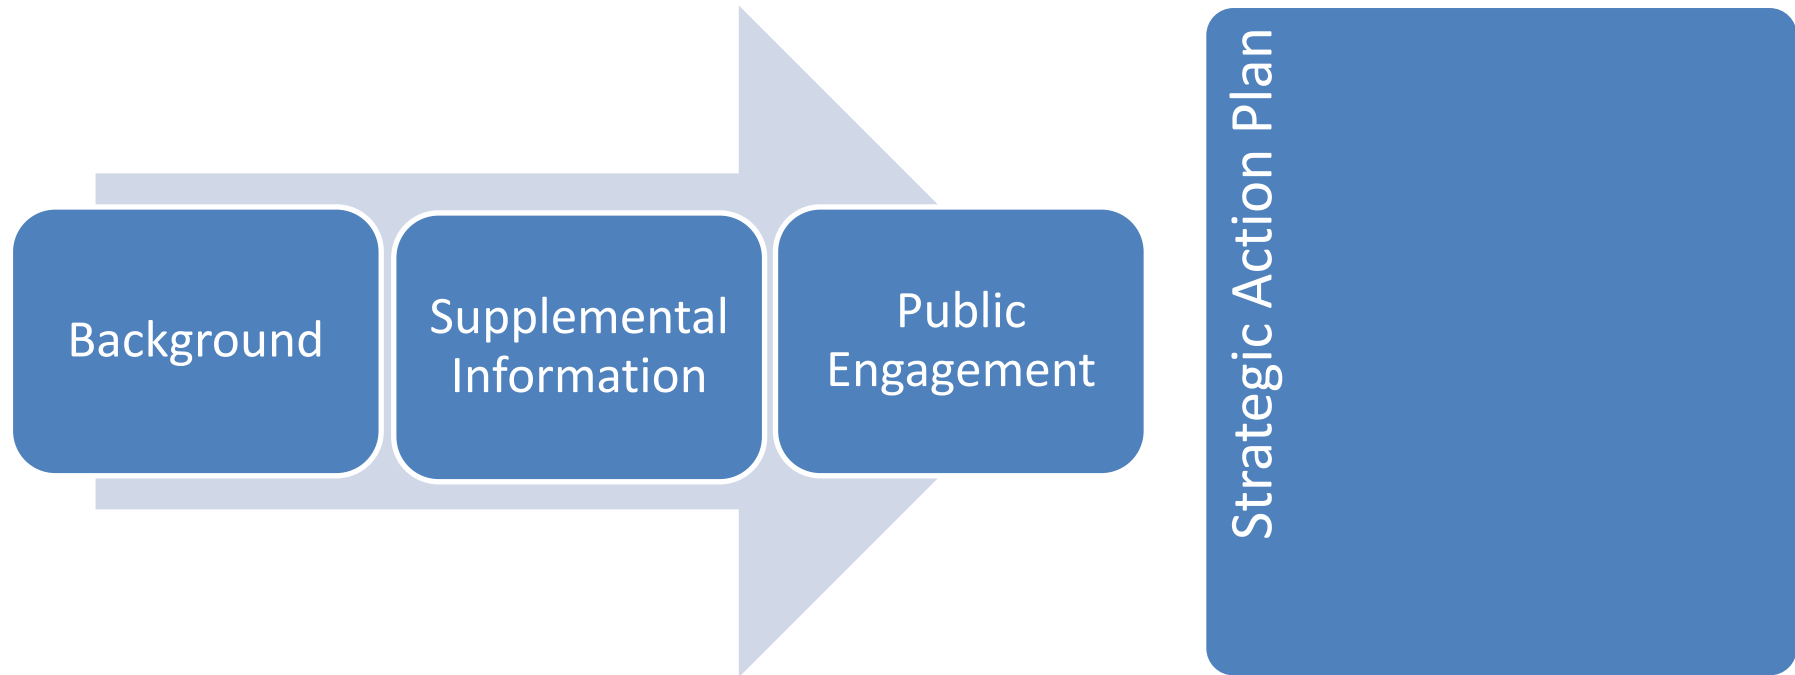 Background
Supplemental
Information
Public
Engagement
Strategic Action Plan